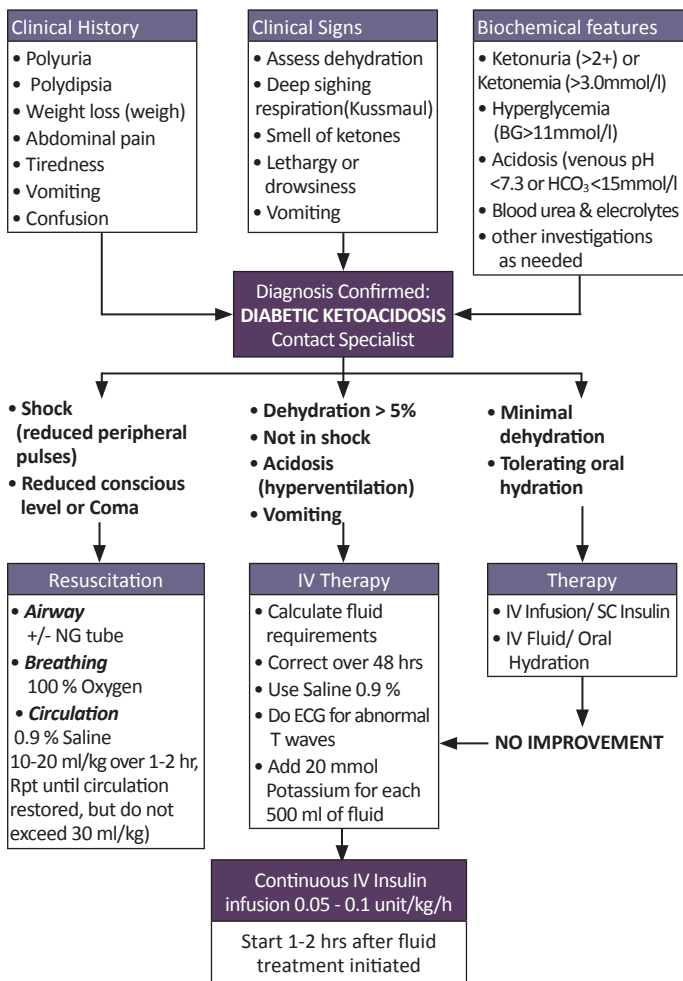 Clinical History
• Polyuria
• Polydipsia
• Weight loss (weigh)
• Abdominal pain
• Tiredness
• Vomiting
• Confusion
Clinical Signs
• Assess dehydration
• Deep sighing
respiration(Kussmaul)
• Smell of ketones
• Lethargy or
drowsiness
• Vomiting
Biochemical features
• Ketonuria (>2+) or
Ketonemia (>3.0mmol/l)
• Hyperglycemia
(BG>11mmol/l)
• Acidosis (venous pH
<7.3 or HCO₃<15mmol/l
• Blood urea & elecrolytes
• other investigations
as needed
Diagnosis Confirmed:
DIABETIC KETOACIDOSIS
Contact Specialist
• Shock
(reduced peripheral
pulses)
• Reduced conscious
level or Coma
• Dehydration > 5%
• Not in shock
• Acidosis
(hyperventilation)
• Vomiting
• Minimal
dehydration
• Tolerating oral
hydration
Resuscitation
• Airway
+/- NG tube
• Breathing
100 % Oxygen
• Circulation
0.9 % Saline
10-20 ml/kg over 1-2 hr,
Rpt until circulation
restored, but do not
exceed 30 ml/kg)
IV Therapy
• Calculate fluid
requirements
• Correct over 48 hrs
• Use Saline 0.9 %
• Do ECG for abnormal
T waves
• Add 20 mmol
Potassium for each
500 ml of fluid
Therapy
• IV Infusion/ SC Insulin
• IV Fluid/ Oral
Hydration
NO IMPROVEMENT
Continuous IV Insulin
infusion 0.05 - 0.1 unit/kg/h
Start 1-2 hrs after fluid
treatment initiated